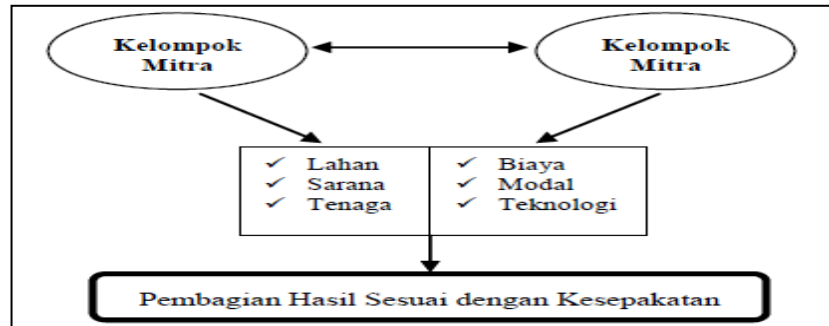 Kelompok
Mitra
Kelompok
Mitra
✓ Lahan
✓ Sarana
✓ Tenaga
✓ Biaya
✓ Modal
✓ Teknologi
Pembagian Hasil Sesuai dengan Kesepakatan